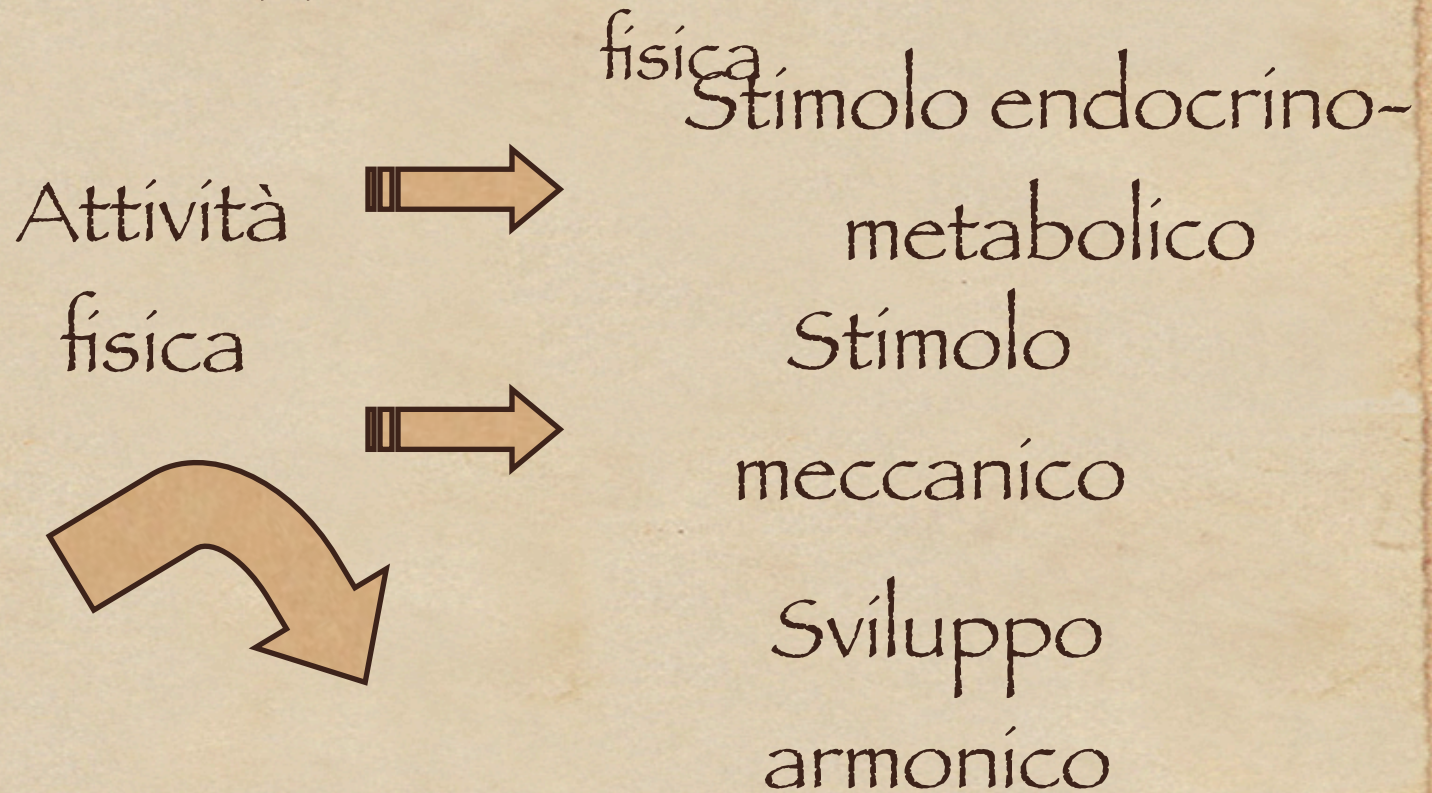 fisica
Stimolo endocrino-
metabolico
Attività
fisica
Stimolo
meccanico
Sviluppo
armonico